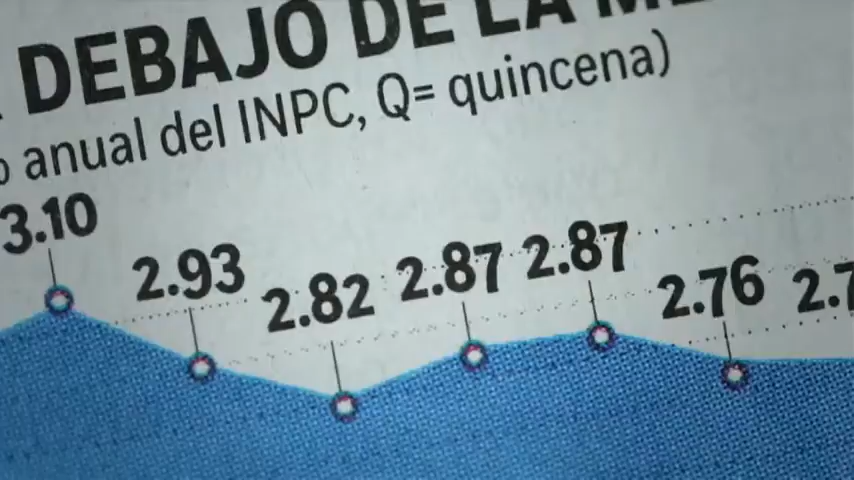 DEBAJO DE LA
anual del INPC, Q= quincena)
3.10 2.93 2.82 2.87 2.87 2.76